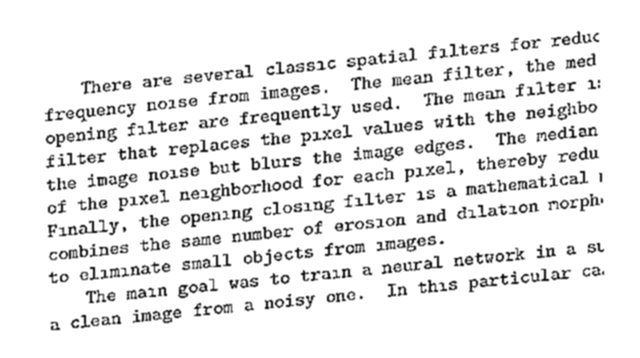 There are several classic spatial filters for reduc
frequency noise from images. The mean filter, the med
opening filter are frequently used. The mean filter i
filter that replaces the pixel values with the neighbo
the image noise but blurs the image edges. The median
of the pixel neighborhood for each pixel, thereby redu
Finally, the opening closing filter is a mathematical
combines the same number of erosion and dilation morph
to eliminate small objects from images.
The main goal was to train a neural network in a su
a clean image from a noisy one. In this particular ca